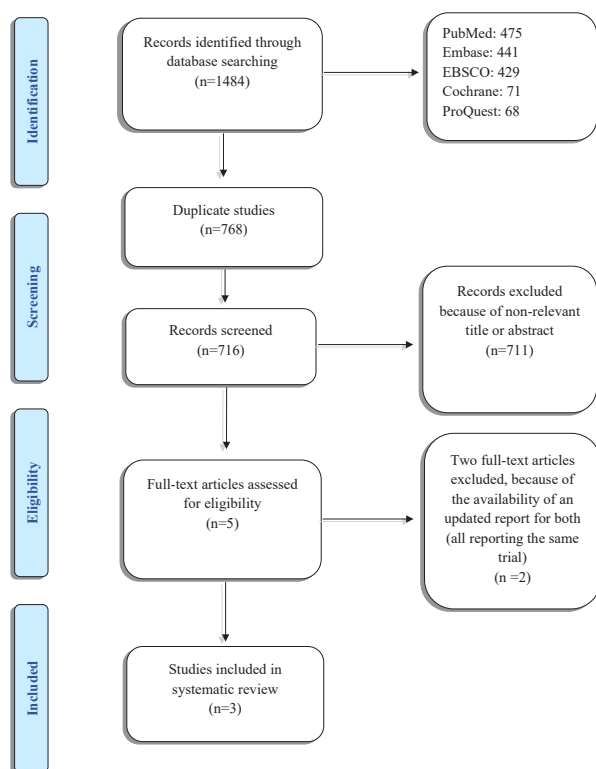 Identification
Records identified through
database searching
(n=1484)
PubMed: 475
Embase: 441
EBSCO: 429
Cochrane: 71
ProQuest: 68
Duplicate studies
(n=768)
Screening
Records screened
(n=716)
Records excluded
because of non-relevant
title or abstract
(n=711)
Eligibility
Full-text articles assessed
for eligibility
(n=5)
Two full-text articles
excluded, because of
the availability of an
updated report for both
(all reporting the same
trial)
(n =2)
Included
Studies included in
systematic review
(n=3)